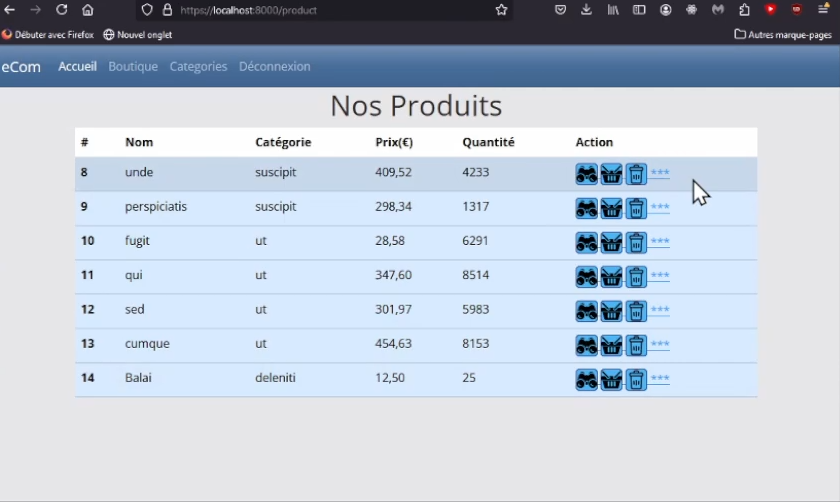 https://localhost:8000/product
Débuter avec Firefox Nouvel onglet Autres marque-pages
eCom Accueil Boutique Categories Déconnexion
Nos Produits
# Nom Catégorie Prix(€) Quantité Action
8 unde suscipit 409,52 4233 ***
9 perspiciatis suscipit 298,34 1317 ***
10 fugit ut 28,58 6291 ***
11 qui ut 347,60 8514 ***
12 sed ut 301,97 5983 ***
13 cumque ut 454,63 8153 ***
14 Balai deleniti 12,50 25 ***